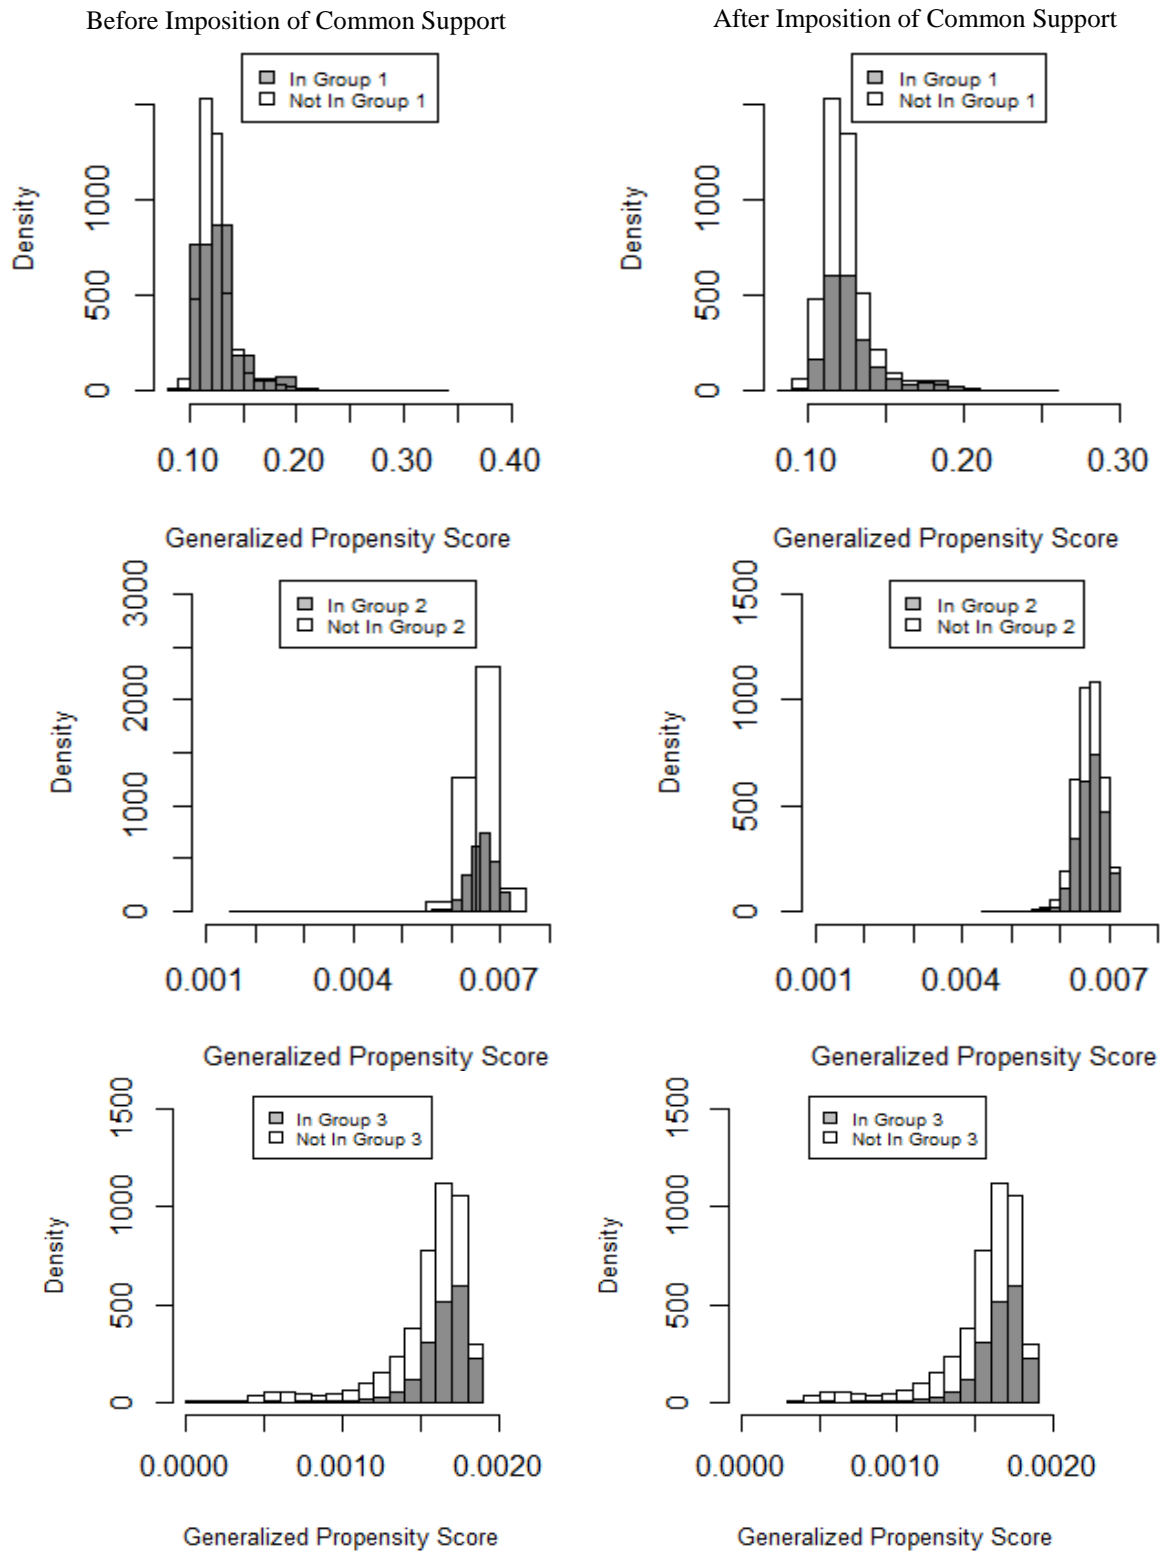 Before Imposition of Common Support
After Imposition of Common Support
In Group 1
Not In Group 1
Density
0
500
1000
0.10
0.20
0.30
0.40
Generalized Propensity Score
In Group 1
Not In Group 1
Density
0
500
1000
0.10
0.20
0.30
Generalized Propensity Score
In Group 2
Not In Group 2
Density
0
1000
2000
3000
0.001
0.004
0.007
Generalized Propensity Score
In Group 2
Not In Group 2
Density
0
500
1000
1500
0.001
0.004
0.007
Generalized Propensity Score
In Group 3
Not In Group 3
Density
0
500
1000
1500
0.0000
0.0010
0.0020
Generalized Propensity Score
In Group 3
Not In Group 3
Density
0
500
1000
1500
0.0000
0.0010
0.0020
Generalized Propensity Score